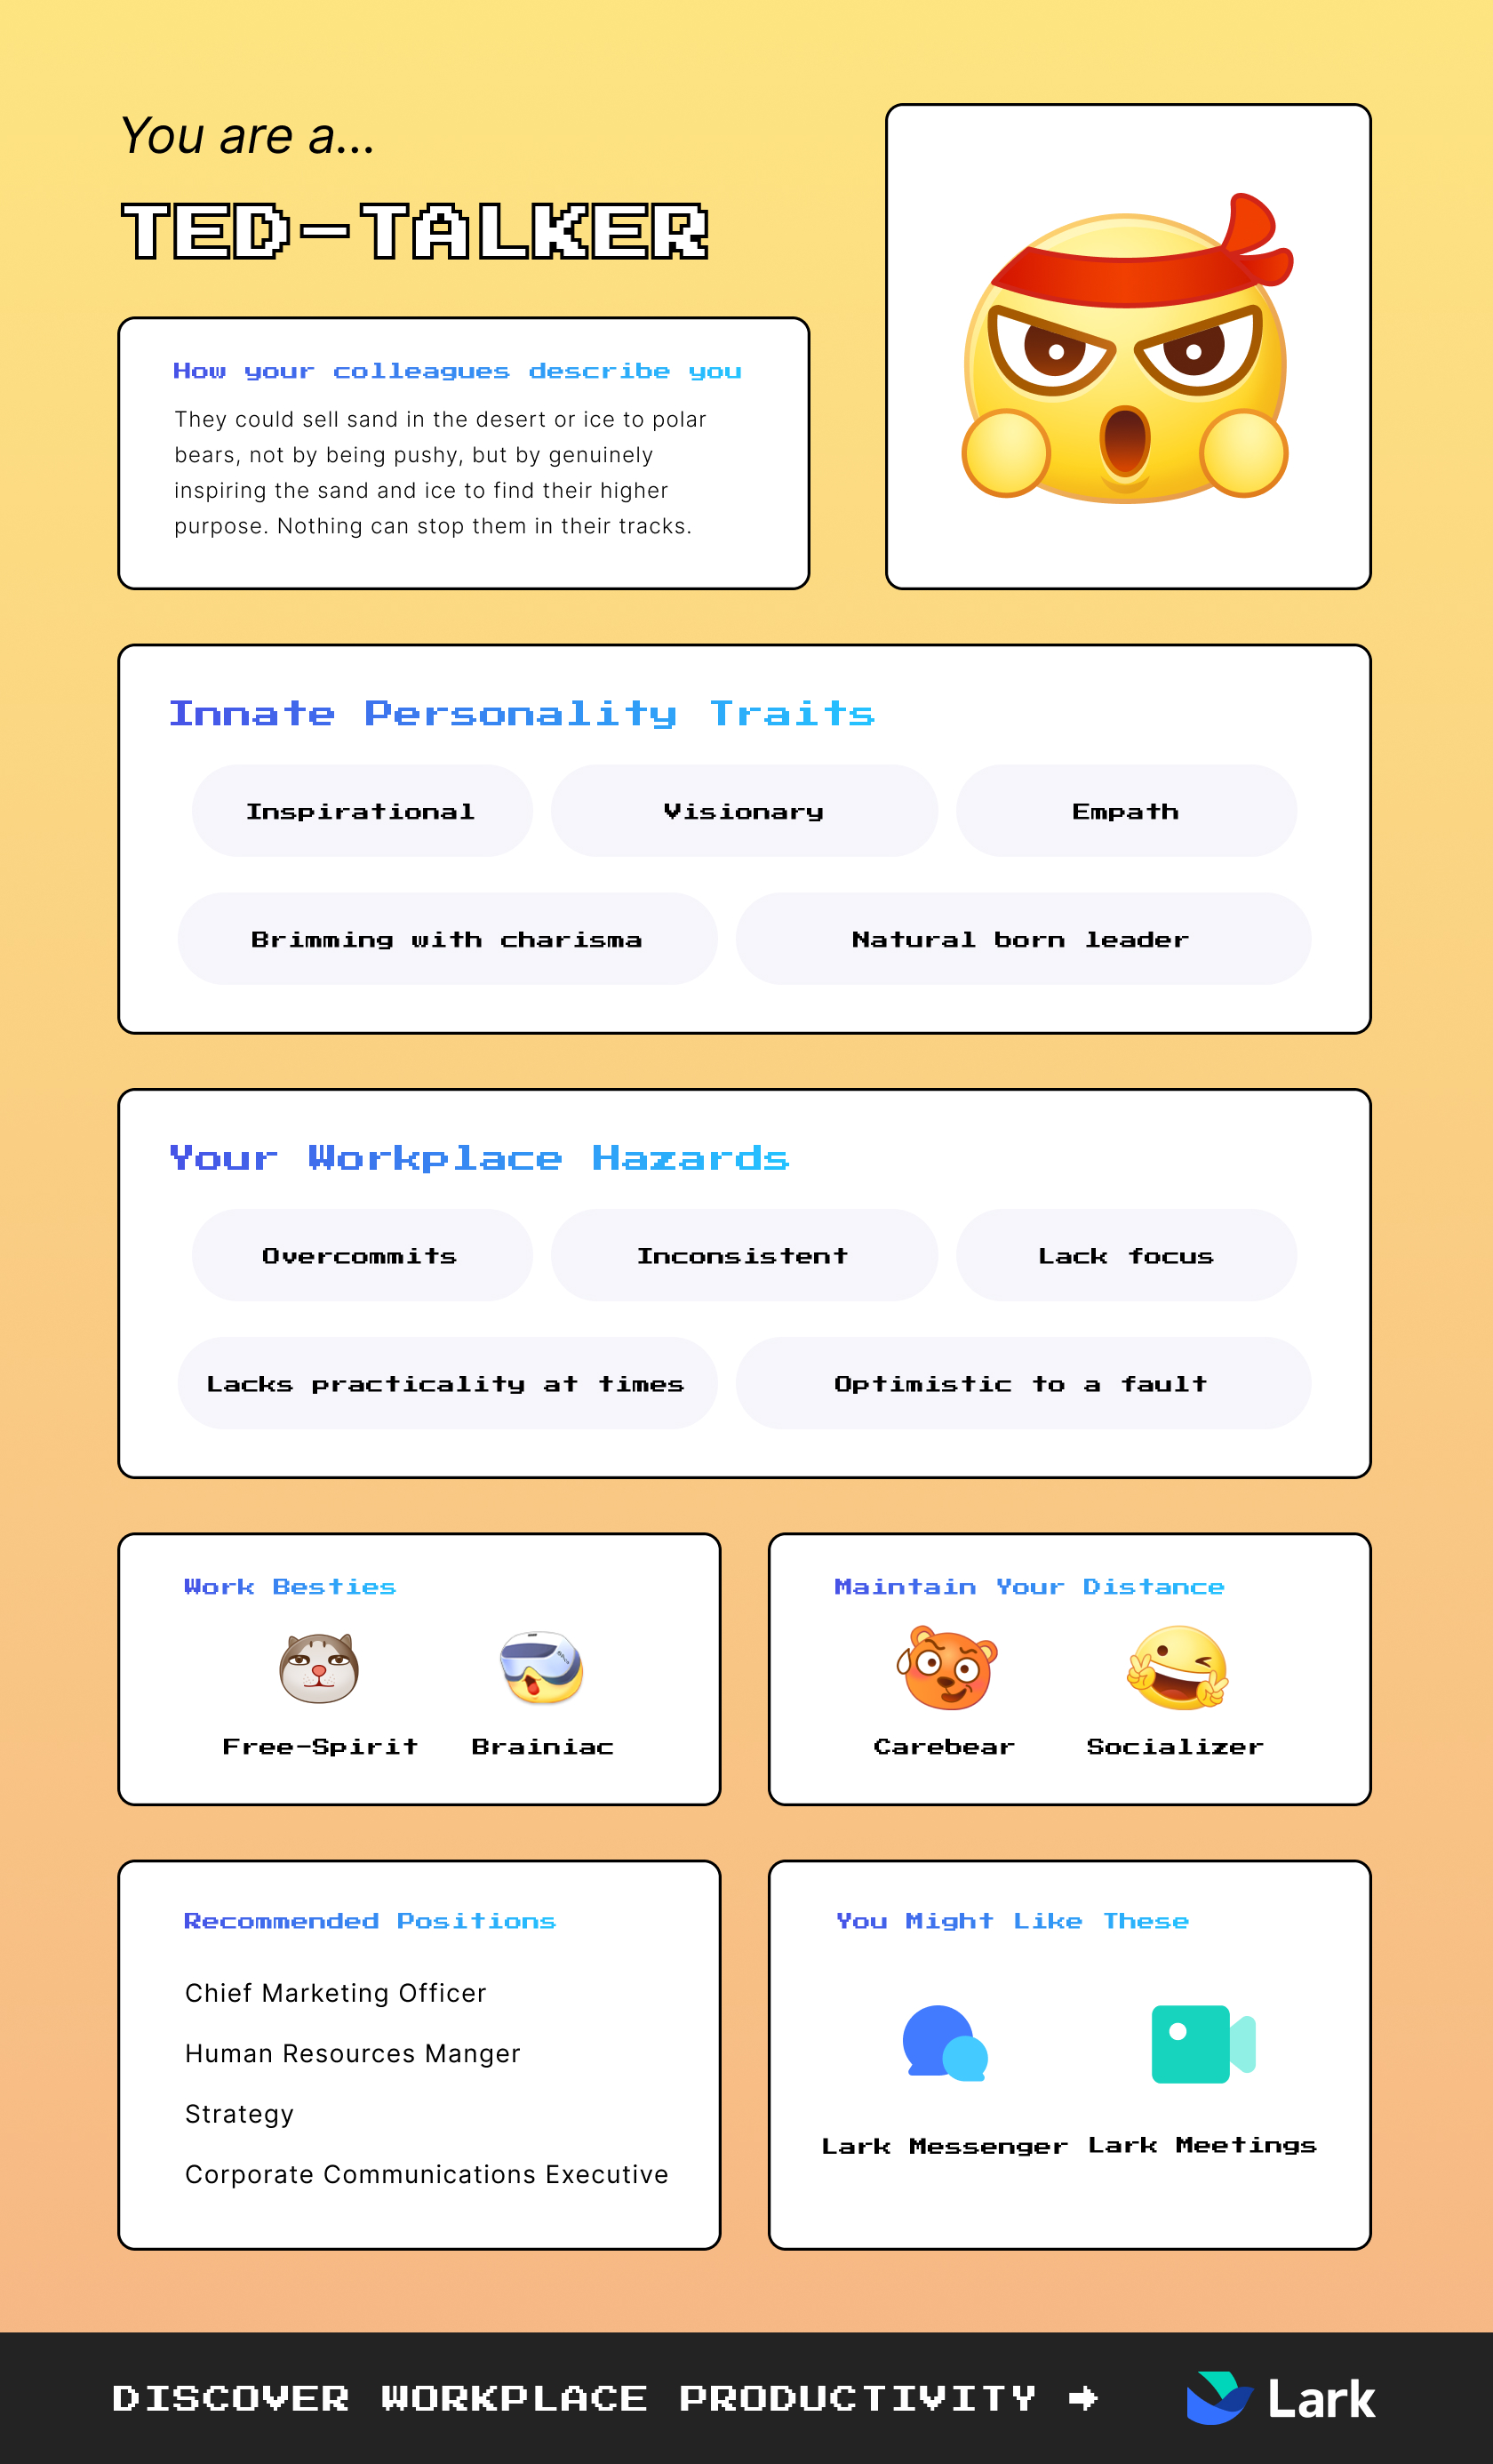 You are a...
TED-TALKER
How your colleagues describe you
They could sell sand in the desert or ice to polar
bears, not by being pushy, but by genuinely
inspiring the sand and ice to find their higher
purpose. Nothing can stop them in their tracks.
Innate Personality Traits
Inspirational
Visionary
Empath
Brimming with charisma
Natural born leader
Your Workplace Hazards
Overcommits
Inconsistent
Lack focus
Lacks practicality at times
Optimistic to a fault
Work Besties
Free-Spirit
Brainiac
Maintain Your Distance
Carebear
Socializer
Recommended Positions
Chief Marketing Officer
Human Resources Manger
Strategy
Corporate Communications Executive
You Might Like These
Lark Messenger
Lark Meetings
DISCOVER WORKPLACE PRODUCTIVITY →
Lark